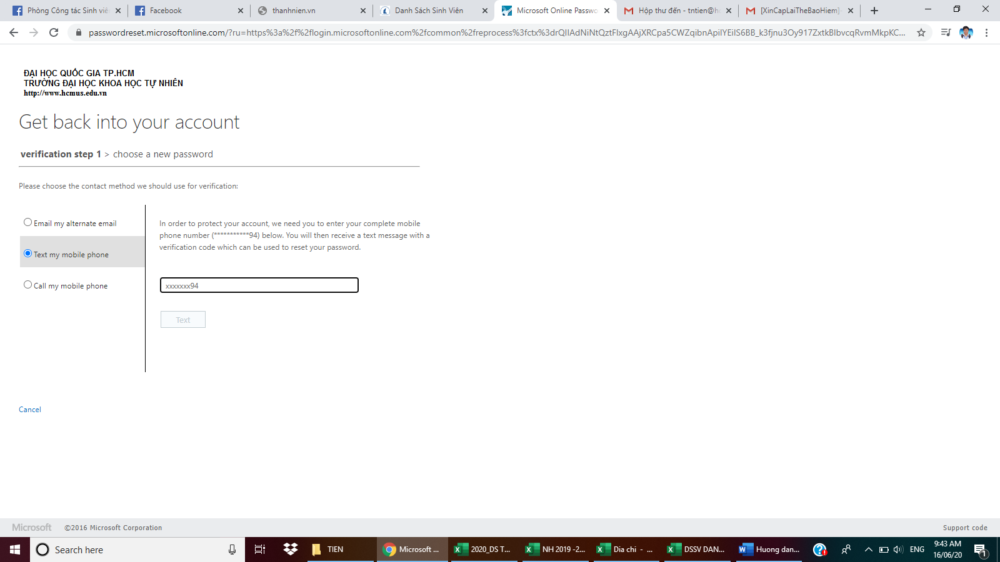 Phòng Công tác Sinh viê
Facebook
thanhnien.vn
Danh Sách Sinh Viên
Microsoft Online Passwo
Hộp thư đến - tntien@h
[XinCapLaiTheBaoHiem]-
passwordreset.microsoftonline.com/?ru=https%3a%2f%2flogin.microsoftonline.com%2fcommon%2freprocess%3fctx%3drQIIAdNiNtQztFIxgAAjXRCpa5CWZqibnApiIYEiIS6BB_k3fjnu3Oy917ZxtkBlbvcqRvmMkpKC...
ĐẠI HỌC QUỐC GIA TP.HCM
TRƯỜNG ĐẠI HỌC KHOA HỌC TỰ NHIÊN
http://www.hcmus.edu.vn
Get back into your account
verification step 1 > choose a new password
Please choose the contact method we should use for verification:
Email my alternate email
Text my mobile phone
Call my mobile phone
In order to protect your account, we need you to enter your complete mobile
phone number (***********94) below. You will then receive a text message with a
verification code which can be used to reset your password.
xxxxxxx94
Text
Cancel
Microsoft ©2016 Microsoft Corporation
Support code
Search here
TIEN
Microsoft ...
2020_DS T...
NH 2019 -2...
Dia chi - ...
DSSV DAN...
Huong dan...
ENG
9:43 AM
16/06/20
1